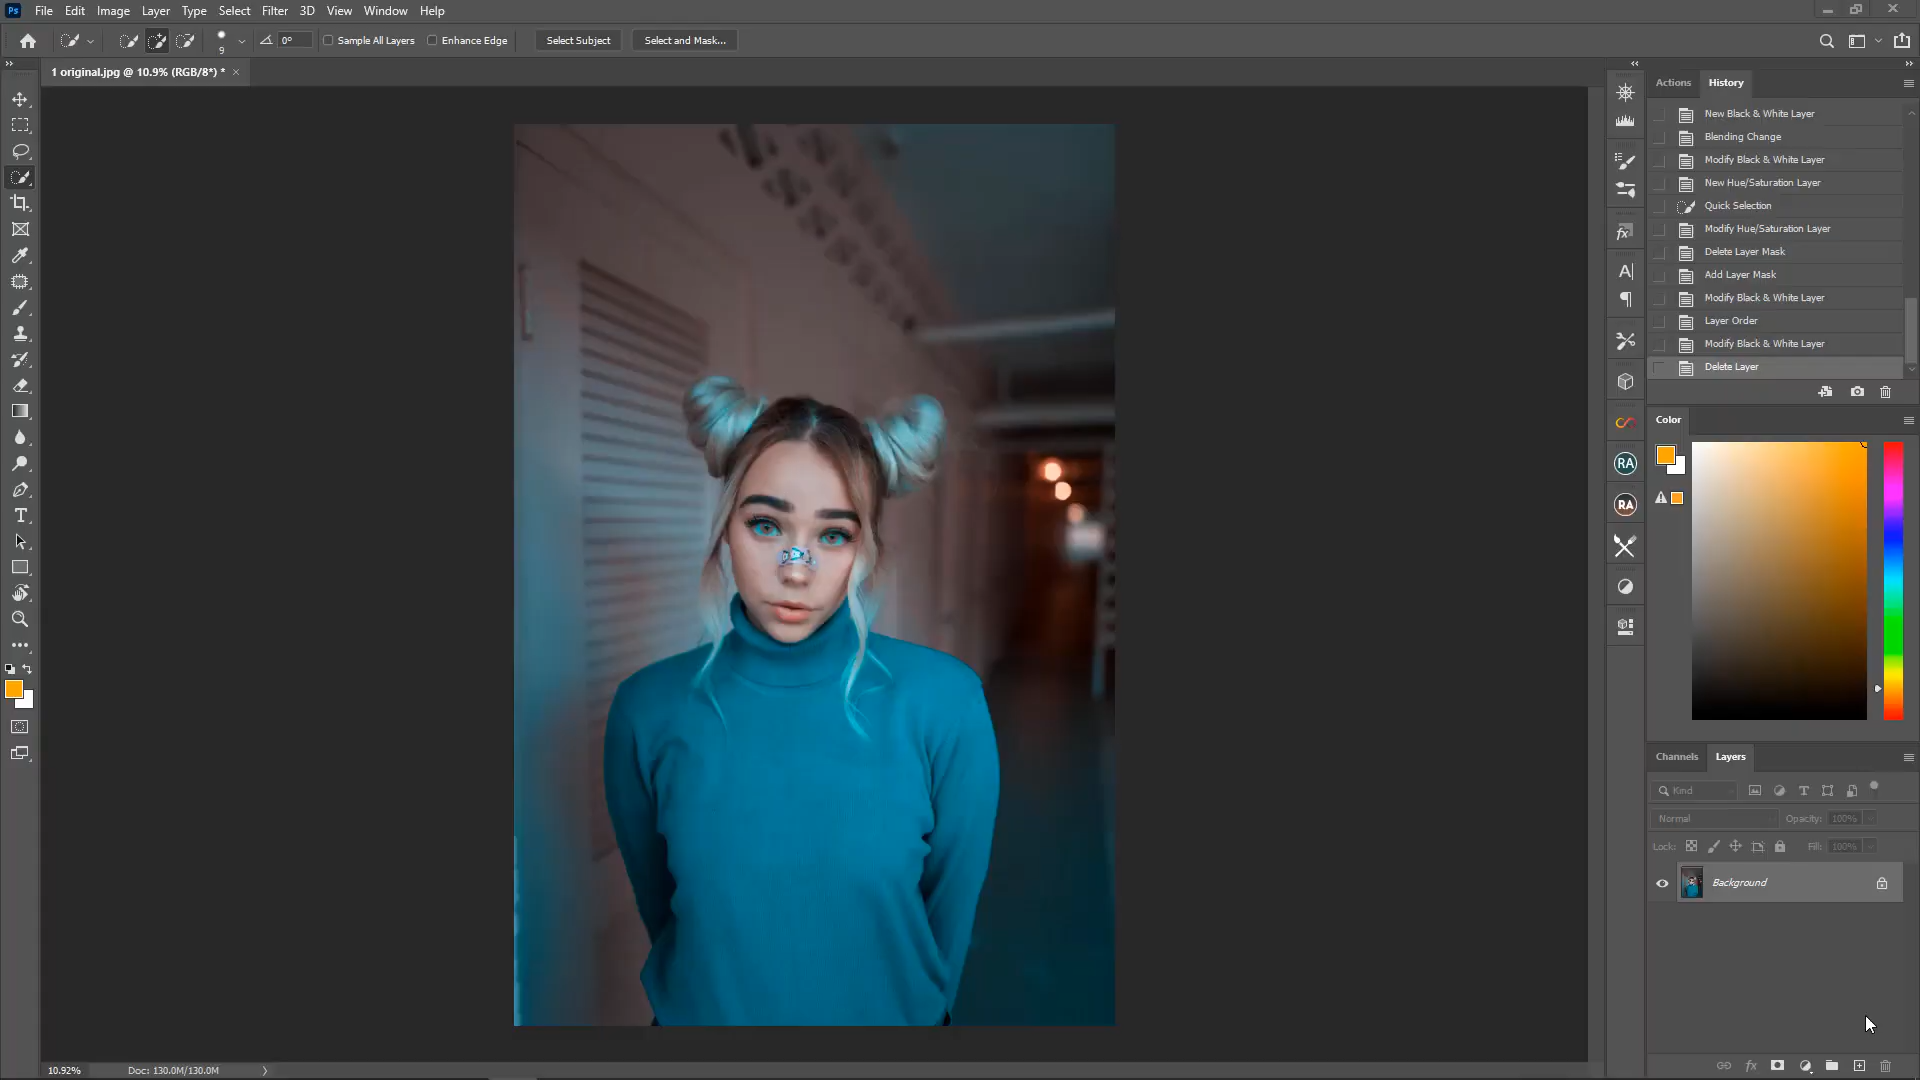 Ps File Edit Image Layer Type Select Filter 3D View Window Help
9 0° Sample All Layers Enhance Edge Select Subject Select and Mask...
1 original.jpg @ 10.9% (RGB/8*) * ×
Actions History
New Black & White Layer
Blending Change
Modify Black & White Layer
New Hue/Saturation Layer
Quick Selection
Modify Hue/Saturation Layer
Delete Layer Mask
Add Layer Mask
Modify Black & White Layer
Layer Order
Modify Black & White Layer
Delete Layer
Color
RA
RA
Channels Layers
Kind
Normal Opacity: 100%
Lock: Fill: 100%
Background
10.92% Doc: 130.0M/130.0M
fx